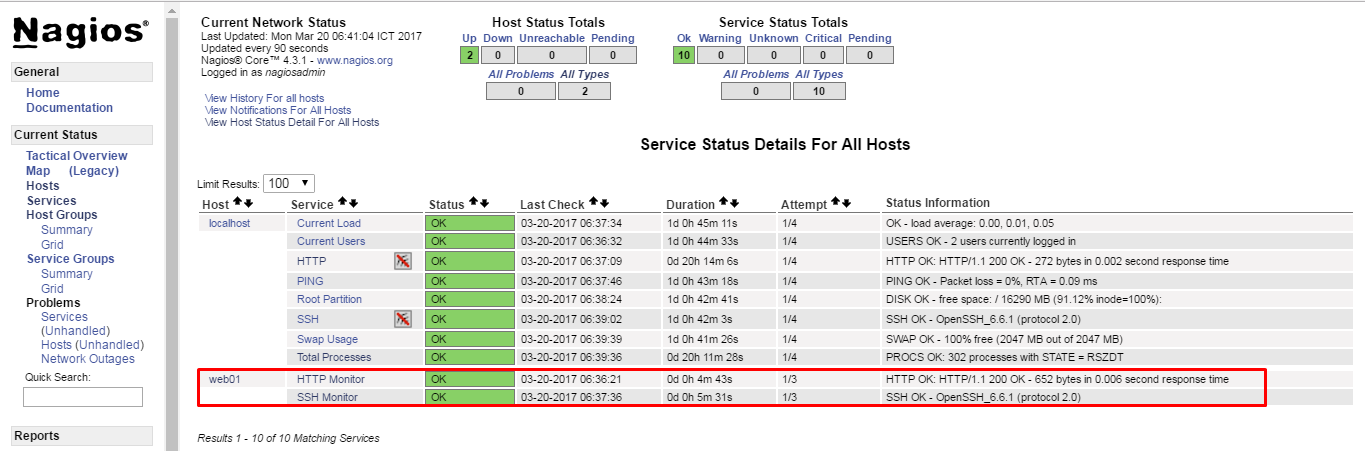 Nagios®
General
Home
Documentation
Current Status
Tactical Overview
Map (Legacy)
Hosts
Services
Host Groups
Summary
Grid
Service Groups
Summary
Grid
Problems
Services
(Unhandled)
Hosts (Unhandled)
Network Outages
Quick Search:
Reports
Current Network Status
Last Updated: Mon Mar 20 06:41:04 ICT 2017
Updated every 90 seconds
Nagios® Core™ 4.3.1 - www.nagios.org
Logged in as nagiosadmin
View History For all hosts
View Notifications For All Hosts
View Host Status Detail For All Hosts
Host Status Totals
Up Down Unreachable Pending
2 0 0 0
All Problems All Types
0 2
Service Status Totals
Ok Warning Unknown Critical Pending
10 0 0 0 0
All Problems All Types
0 10
Service Status Details For All Hosts
Limit Results: 100
Host Service Status Last Check Duration Attempt Status Information
localhost Current Load OK 03-20-2017 06:37:34 1d 0h 45m 11s 1/4 OK - load average: 0.00, 0.01, 0.05
Current Users OK 03-20-2017 06:36:32 1d 0h 44m 33s 1/4 USERS OK - 2 users currently logged in
HTTP OK 03-20-2017 06:37:09 0d 20h 14m 6s 1/4 HTTP OK: HTTP/1.1 200 OK - 272 bytes in 0.002 second response time
PING OK 03-20-2017 06:37:46 1d 0h 43m 18s 1/4 PING OK - Packet loss = 0%, RTA = 0.09 ms
Root Partition OK 03-20-2017 06:38:24 1d 0h 42m 41s 1/4 DISK OK - free space: / 16290 MB (91.12% inode=100%):
SSH OK 03-20-2017 06:39:02 1d 0h 42m 3s 1/4 SSH OK - OpenSSH_6.6.1 (protocol 2.0)
Swap Usage OK 03-20-2017 06:39:39 1d 0h 41m 26s 1/4 SWAP OK - 100% free (2047 MB out of 2047 MB)
Total Processes OK 03-20-2017 06:39:36 0d 20h 11m 28s 1/4 PROCS OK: 302 processes with STATE = RSZDT
web01 HTTP Monitor OK 03-20-2017 06:36:21 0d 0h 4m 43s 1/3 HTTP OK: HTTP/1.1 200 OK - 652 bytes in 0.006 second response time
SSH Monitor OK 03-20-2017 06:37:36 0d 0h 5m 31s 1/3 SSH OK - OpenSSH_6.6.1 (protocol 2.0)
Results 1 - 10 of 10 Matching Services